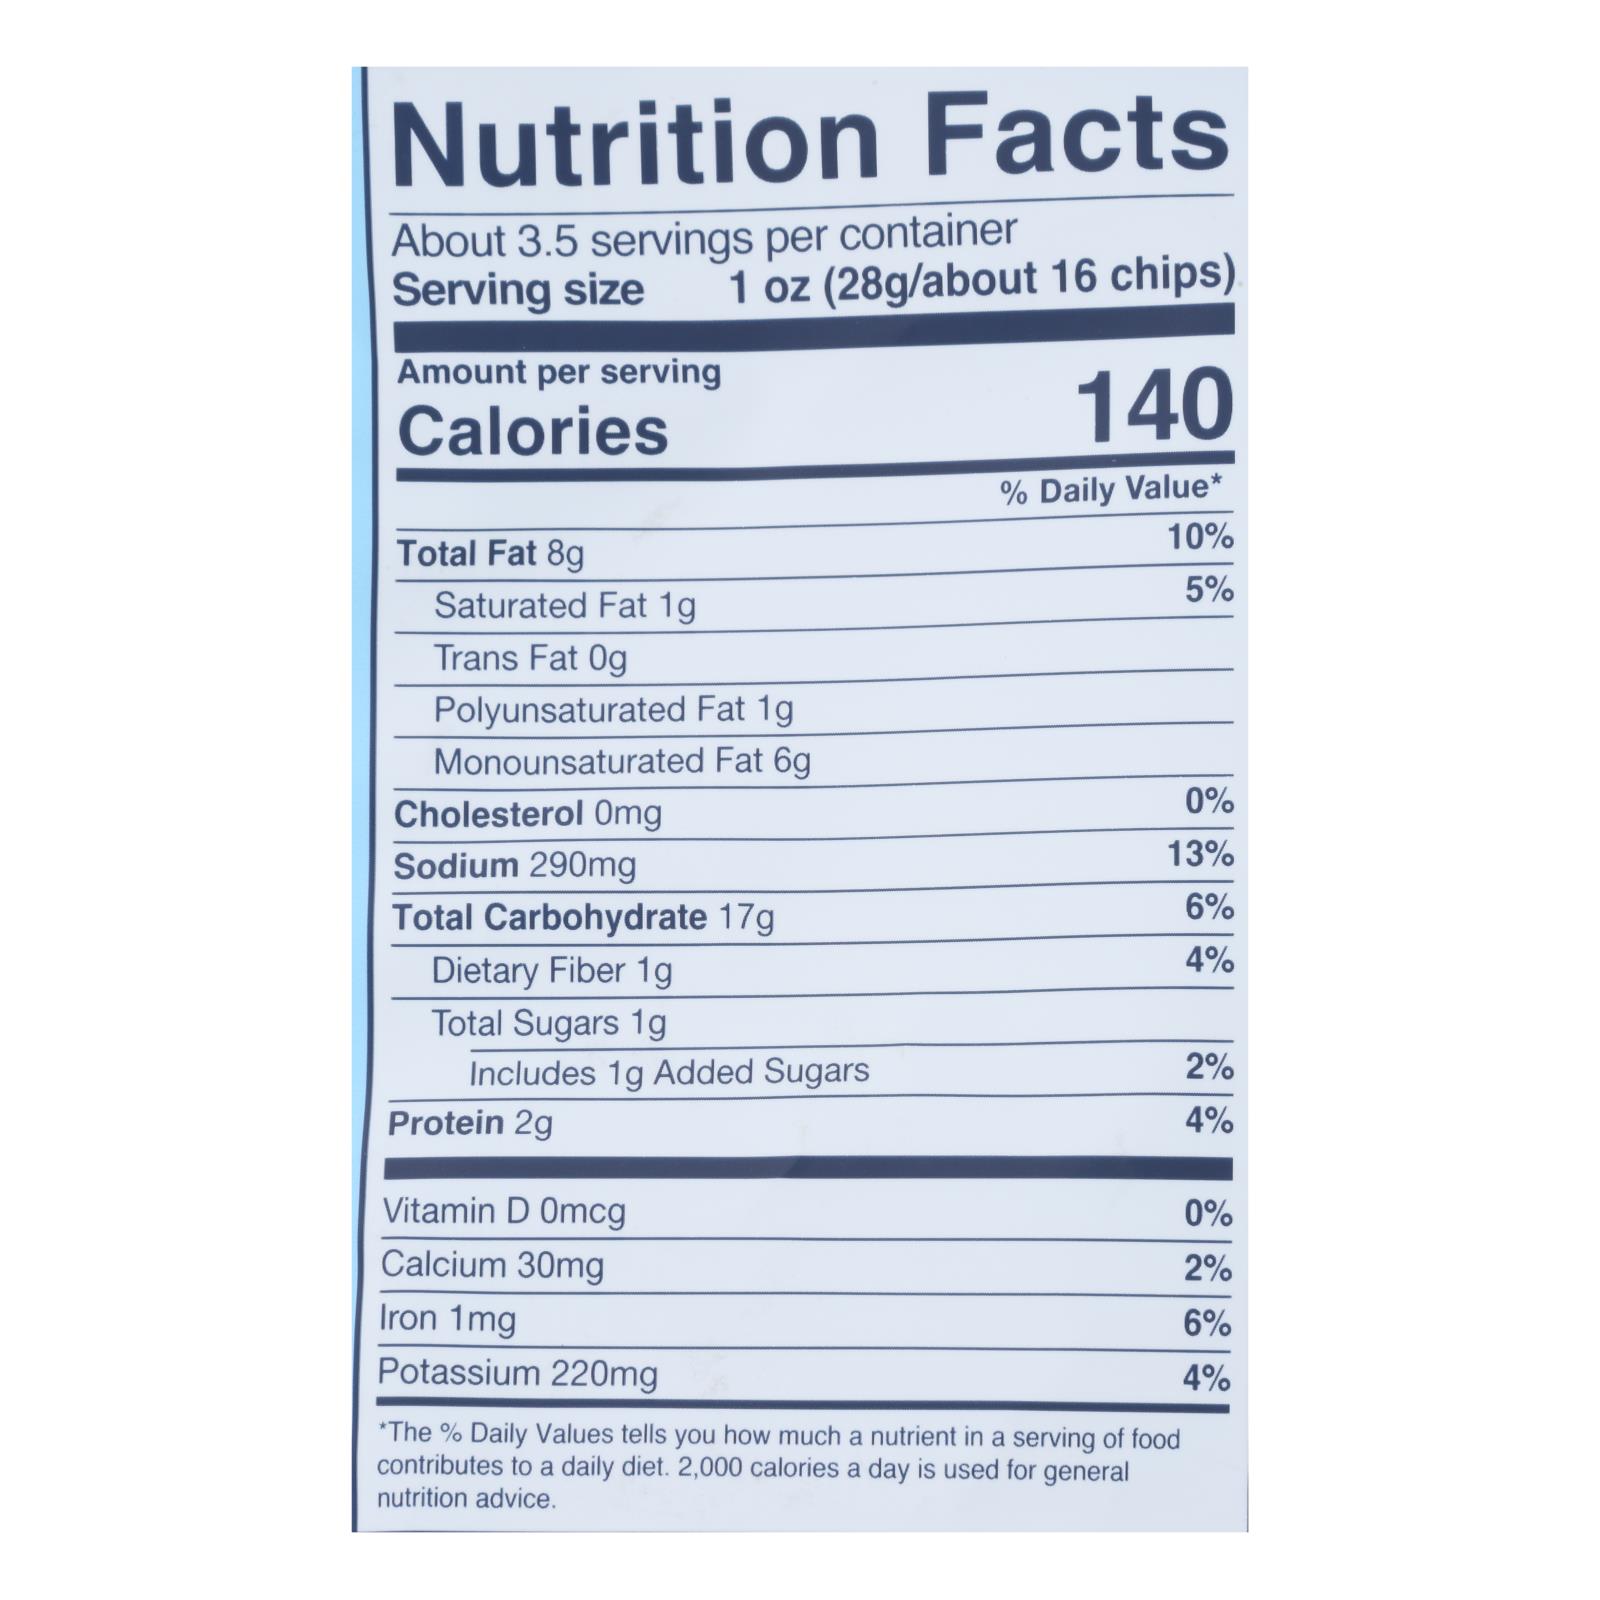 Nutrition Facts
About 3.5 servings per container
Serving size 1 oz (28g/about 16 chips)
Amount per serving
Calories 140
% Daily Value*
Total Fat 8g 10%
Saturated Fat 1g 5%
Trans Fat 0g
Polyunsaturated Fat 1g
Monounsaturated Fat 6g
Cholesterol 0mg 0%
Sodium 290mg 13%
Total Carbohydrate 17g 6%
Dietary Fiber 1g 4%
Total Sugars 1g
Includes 1g Added Sugars 2%
Protein 2g 4%
Vitamin D 0mcg 0%
Calcium 30mg 2%
Iron 1mg 6%
Potassium 220mg 4%
*The % Daily Values tells you how much a nutrient in a serving of food
contributes to a daily diet. 2,000 calories a day is used for general
nutrition advice.